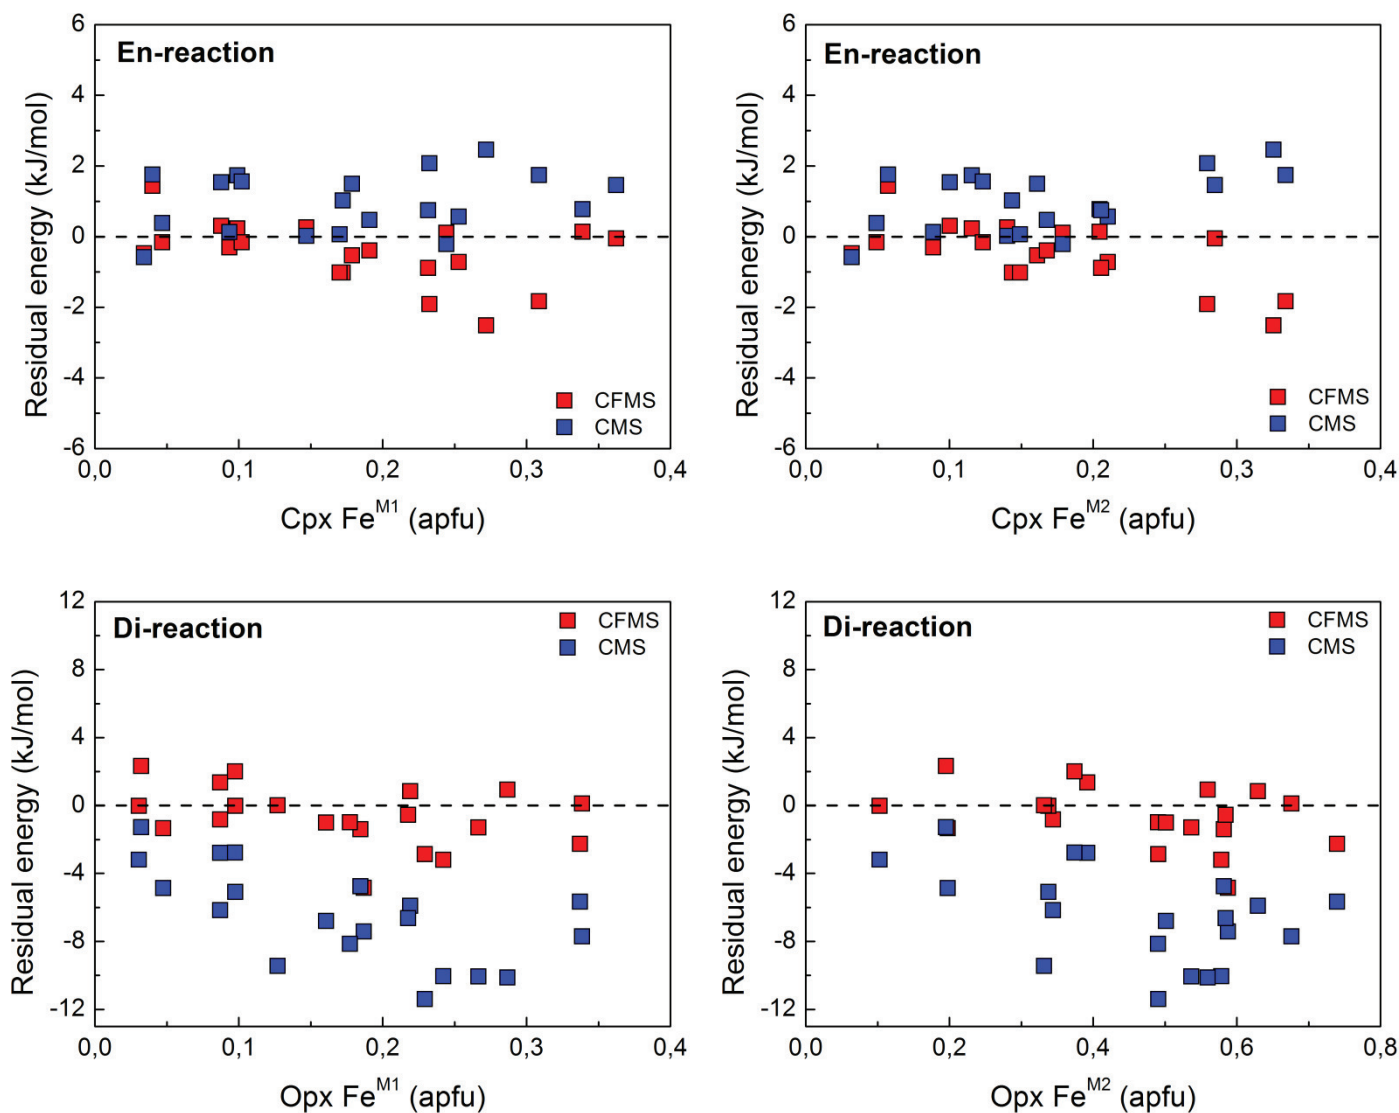 En-reaction
Residual energy (kJ/mol)
6
4
2
0
-2
-4
-6
CFMS
CMS
0,0 0,1 0,2 0,3 0,4
Cpx Fe^M1 (apfu)
En-reaction
Residual energy (kJ/mol)
6
4
2
0
-2
-4
-6
CFMS
CMS
0,0 0,1 0,2 0,3 0,4
Cpx Fe^M2 (apfu)
Di-reaction
Residual energy (kJ/mol)
12
8
4
0
-4
-8
-12
CFMS
CMS
0,0 0,1 0,2 0,3 0,4
Opx Fe^M1 (apfu)
Di-reaction
Residual energy (kJ/mol)
12
8
4
0
-4
-8
-12
CFMS
CMS
0,0 0,2 0,4 0,6 0,8
Opx Fe^M2 (apfu)